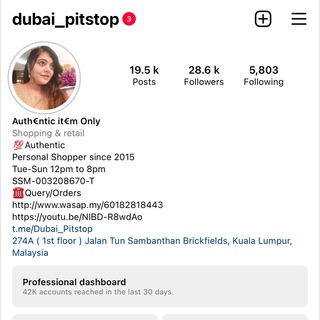 dubai_pitstop 3
19.5 k 28.6 k 5,803
Posts Followers Following
Auth€ntic it€m Only
Shopping & retail
💯Authentic
Personal Shopper since 2015
Tue-Sun 12pm to 8pm
SSM-003208670-T
☎️Query/Orders
http://www.wasap.my/60182818443
https://youtu.be/NIBD-R8wdAo
t.me/Dubai_Pitstop
274A ( 1st floor ) Jalan Tun Sambanthan Brickfields, Kuala Lumpur,
Malaysia
Professional dashboard
42K accounts reached in the last 30 days.